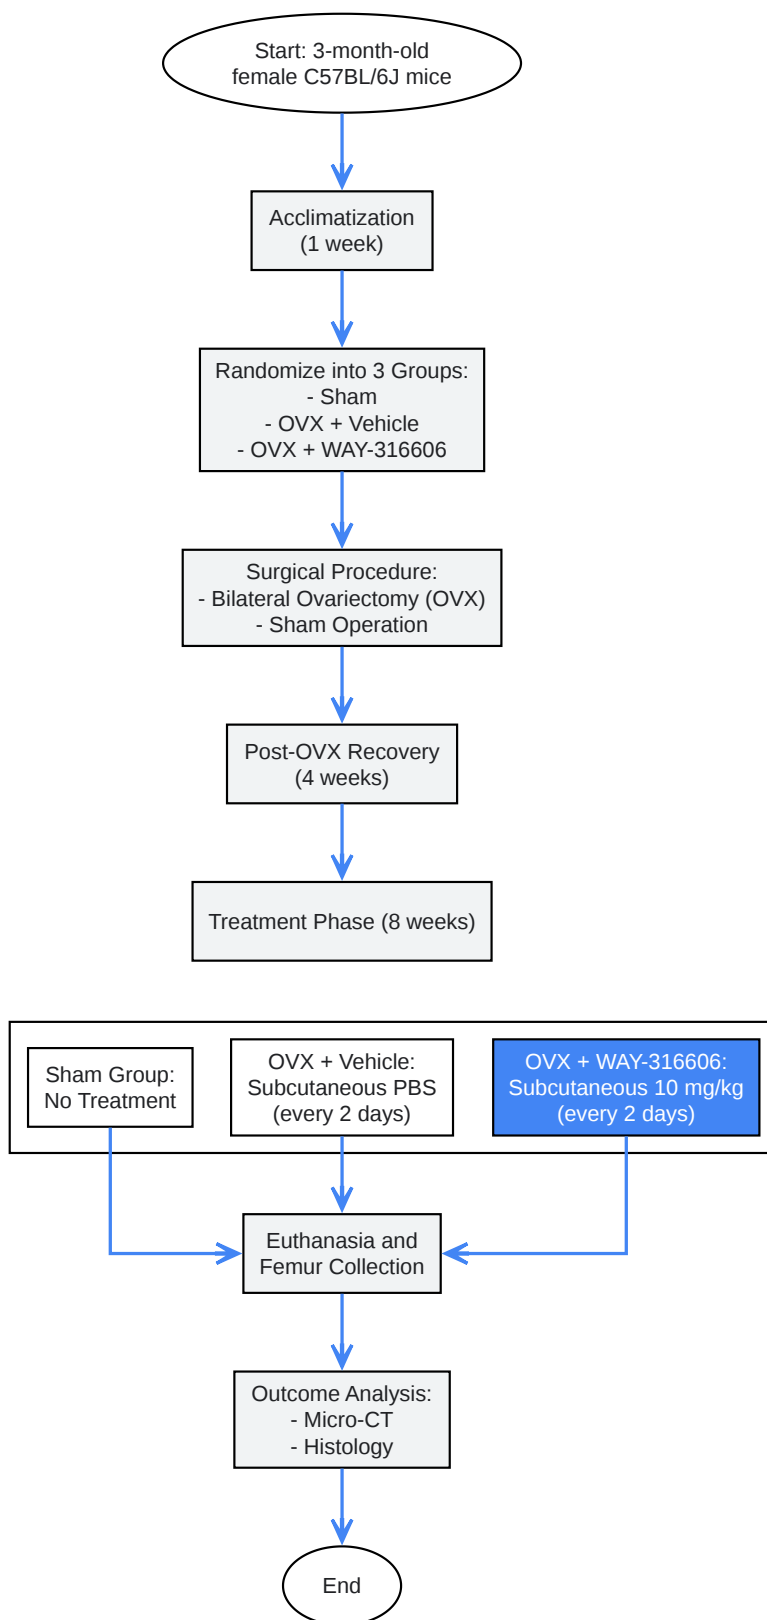 Start: 3-month-old
female C57BL/6J mice
Acclimatization
(1 week)
Randomize into 3 Groups:
- Sham
- OVX + Vehicle
- OVX + WAY-316606
Surgical Procedure:
- Bilateral Ovariectomy (OVX)
- Sham Operation
Post-OVX Recovery
(4 weeks)
Treatment Phase (8 weeks)
Sham Group:
No Treatment
OVX + Vehicle:
Subcutaneous PBS
(every 2 days)
OVX + WAY-316606:
Subcutaneous 10 mg/kg
(every 2 days)
Euthanasia and
Femur Collection
Outcome Analysis:
- Micro-CT
- Histology
End